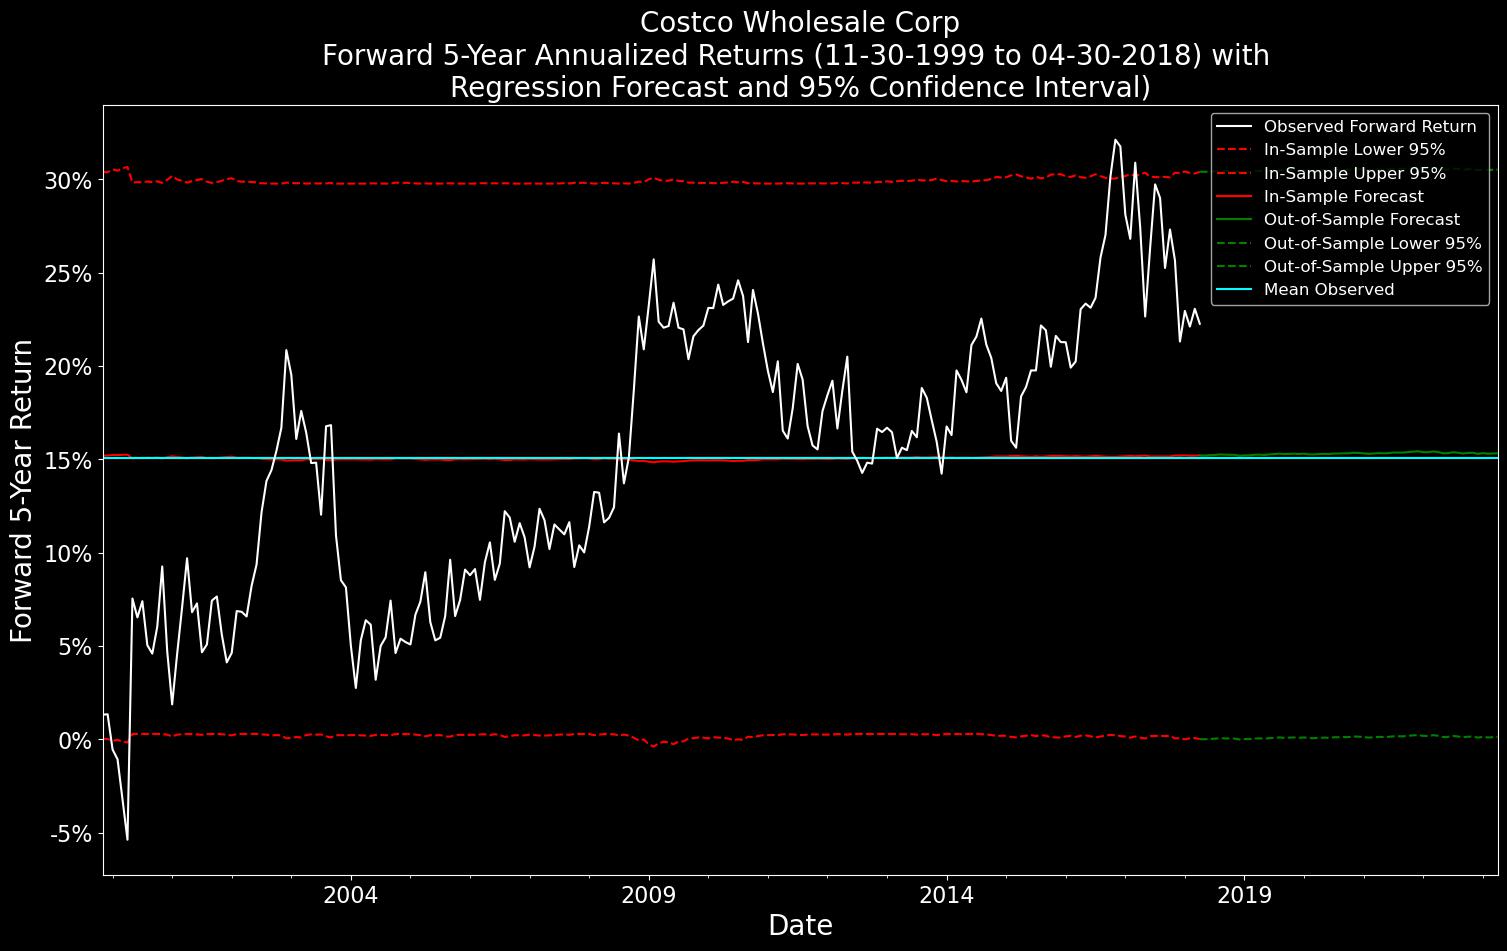 Costco Wholesale Corp
Forward 5-Year Annualized Returns (11-30-1999 to 04-30-2018) with
Regression Forecast and 95% Confidence Interval)
Observed Forward Return
In-Sample Lower 95%
In-Sample Upper 95%
In-Sample Forecast
Out-of-Sample Forecast
Out-of-Sample Lower 95%
Out-of-Sample Upper 95%
Mean Observed
Forward 5-Year Return
30%
25%
20%
15%
10%
5%
0%
-5%
2004
2009
2014
2019
Date